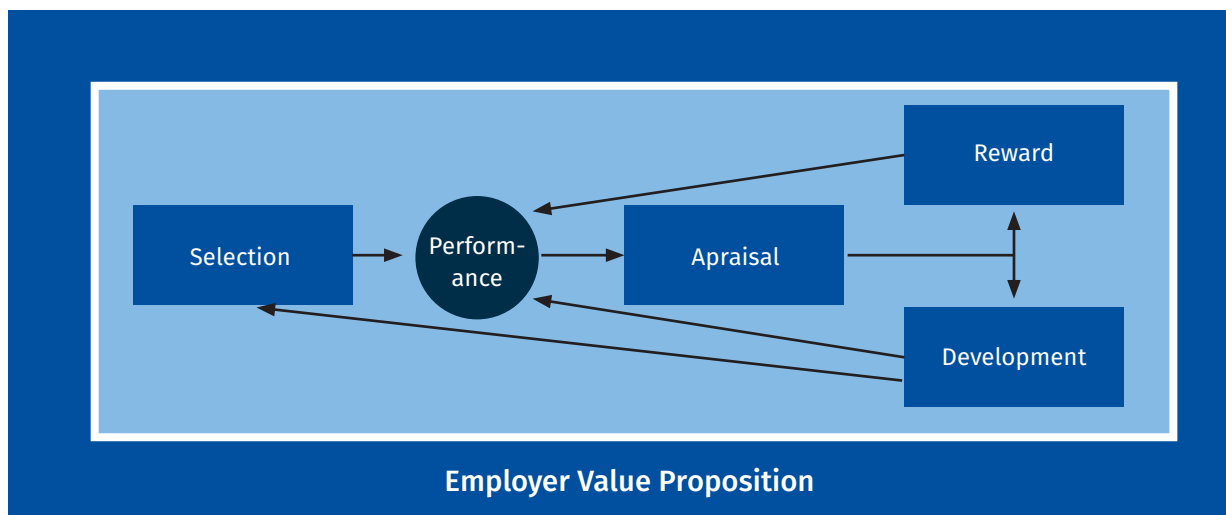 Reward
Selection
Perform-
ance
Apraisal
Development
Employer Value Proposition